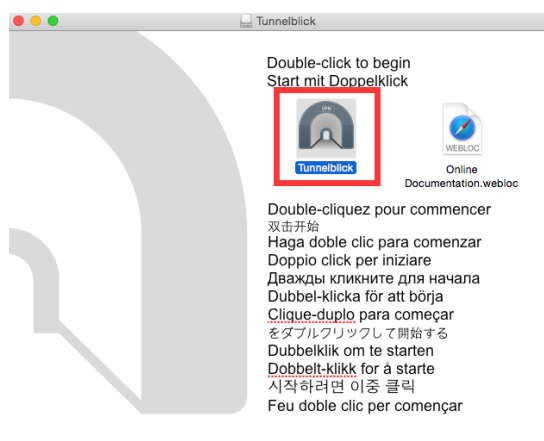 Tunnelblick
Double-click to begin
Start mit Doppelklick
VPN
Tunnelblick
WEBLOC
Online
Documentation.webloc
Double-cliquez pour commencer
双击开始
Haga doble clic para comenzar
Doppio click per iniziare
Дважды кликните для начала
Dubbel-klicka för att börja
Clique-duplo para começar
をダブルクリックして開始する
Dubbelklik om te starten
Dobbelt-klikk for å starte
시작하려면 이중 클릭
Feu doble clic per començar